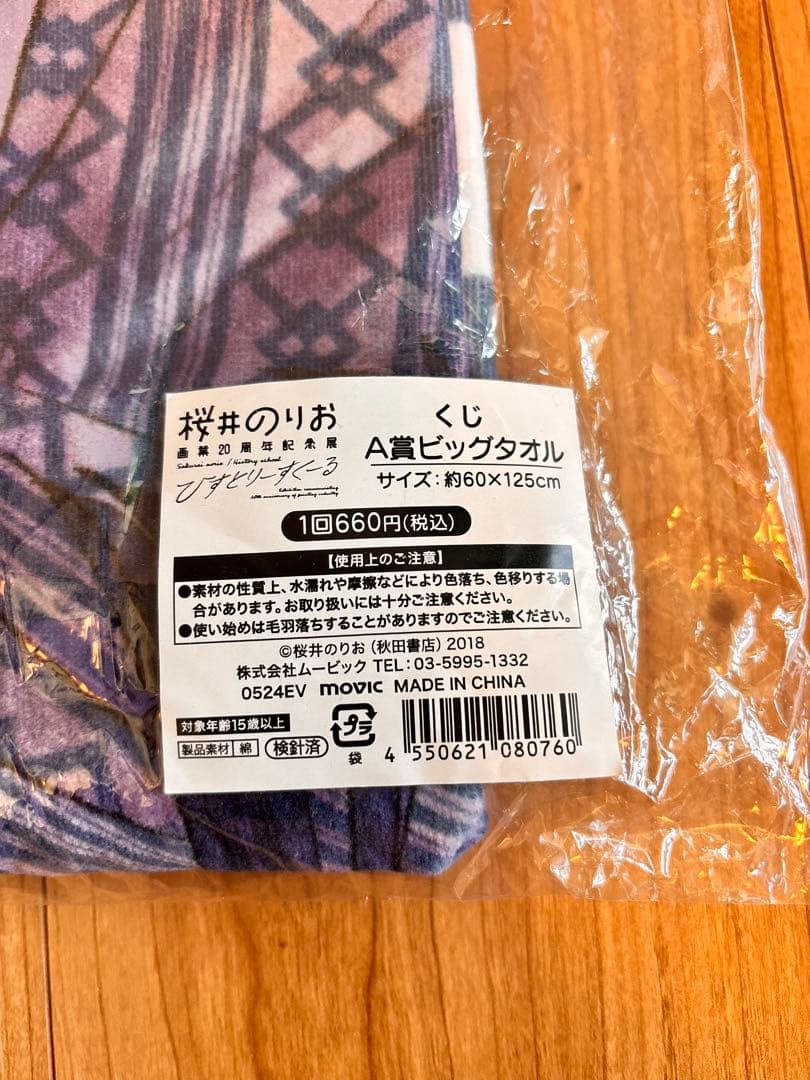 桜井のりお
画業20周年記念展
Sakurai norio / History school
ひすとりーすくーる
Exhibition commemorating
20th anniversary of painting industry
くじ
A賞ビッグタオル
サイズ：約60×125cm
1回660円(税込)
【使用上のご注意】
●素材の性質上、水濡れや摩擦などにより色落ち、色移りする場
合があります。お取り扱いには十分ご注意ください。
●使い始めは毛羽落ちすることがありますのでご注意ください。
©桜井のりお（秋田書店）2018
株式会社ムービック TEL：03-5995-1332
0524EV movic MADE IN CHINA
対象年齢15歳以上
製品素材 綿 検針済
プラ
袋
4 550621 080760